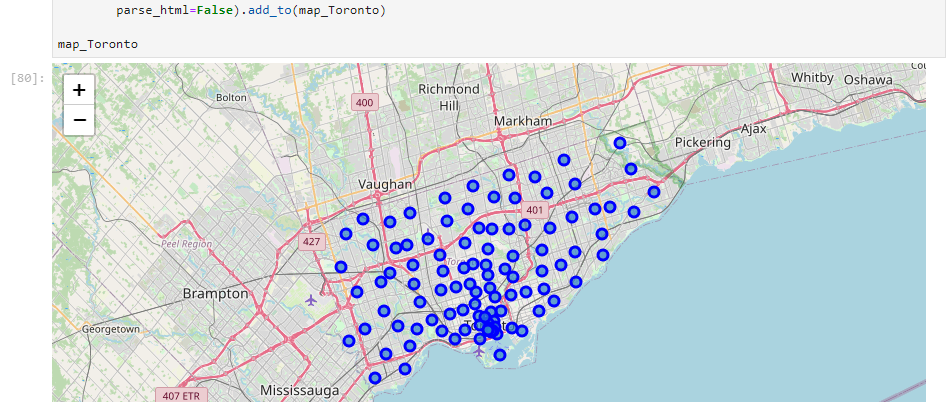 parse_html=False).add_to(map_Toronto)
map_Toronto
[80]:
+
−
Bolton
400
Richmond
Hill
Markham
Whitby
Oshawa
Pickering
Ajax
Vaughan
401
427
Peel Region
Brampton
Georgetown
Mississauga
407 ETR